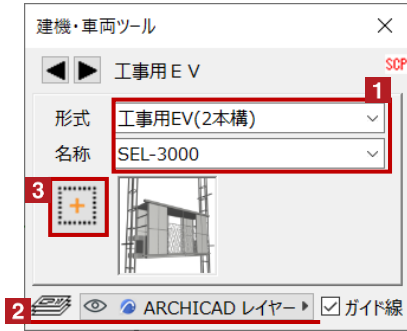 建機・車両ツール
工事用ＥＶ
SCP
1
形式 工事用EV(2本構)
名称 SEL-3000
3
2 ARCHICAD レイヤー ガイド線